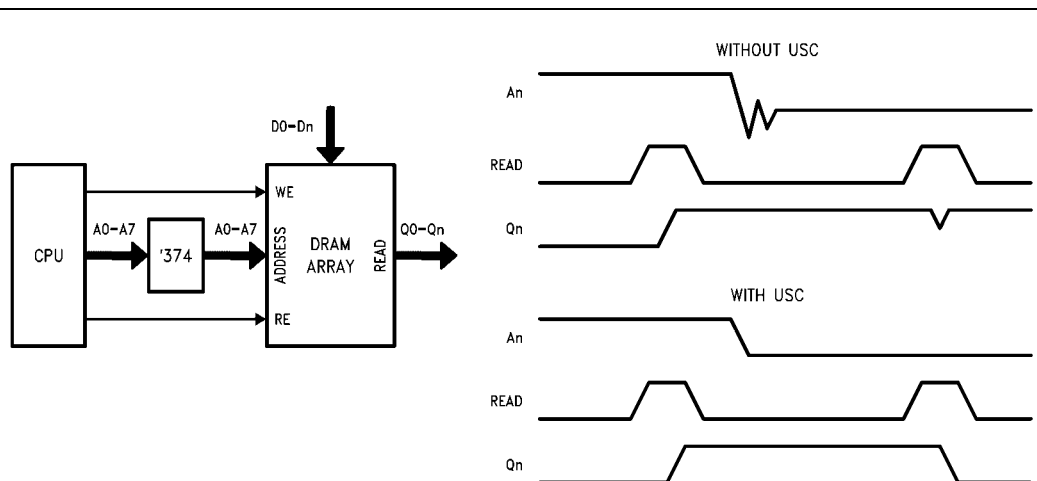 D0-Dn
CPU
A0-A7
'374
A0-A7
WE
ADDRESS
RE
DRAM
ARRAY
READ
Q0-Qn
WITHOUT USC
An
READ
Qn
WITH USC
An
READ
Qn